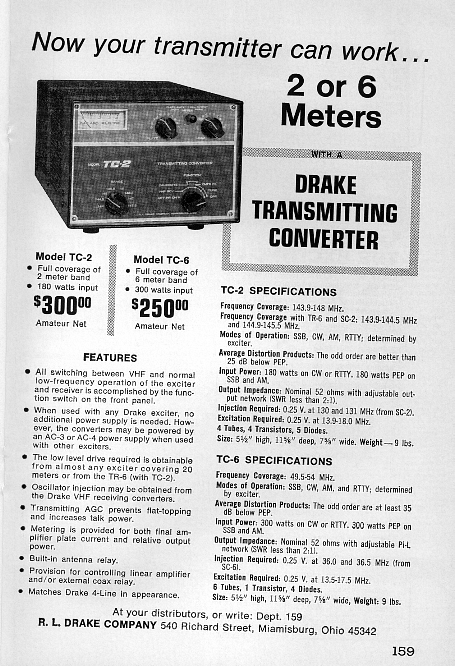 Now your transmitter can work...
2 or 6
Meters
WITH A
DRAKE
TRANSMITTING
CONVERTER
TC-2
TRANSMITTING CONVERTER
Model TC-2
• Full coverage of
2 meter band
• 180 watts input
$300⁰⁰
Amateur Net
Model TC-6
• Full coverage of
6 meter band
• 300 watts input
$250⁰⁰
Amateur Net
FEATURES
• All switching between VHF and normal
low-frequency operation of the exciter
and receiver is accomplished by the func-
tion switch on the front panel.
• When used with any Drake exciter, no
additional power supply is needed. How-
ever, the converters may be powered by
an AC-3 or AC-4 power supply when used
with other exciters.
• The low level drive required is obtainable
from almost any exciter covering 20
meters or from the TR-6 (with TC-2).
• Oscillator injection may be obtained from
the Drake VHF receiving converters.
• Transmitting AGC prevents flat-topping
and increases talk power.
• Metering is provided for both final am-
plifier plate current and relative output
power.
• Built-in antenna relay.
• Provision for controlling linear amplifier
and/or external coax relay.
• Matches Drake 4-Line in appearance.
TC-2 SPECIFICATIONS
Frequency Coverage: 143.9-148 MHz.
Frequency Coverage with TR-6 and SC-2: 143.9-144.5 MHz
and 144.9-145.5 MHz.
Modes of Operation: SSB, CW, AM, RTTY; determined by
exciter.
Average Distortion Products: The odd order are better than
25 dB below PEP.
Input Power: 180 watts on CW or RTTY. 180 watts PEP on
SSB and AM.
Output Impedance: Nominal 52 ohms with adjustable out-
put network (SWR less than 2:1).
Injection Required: 0.25 V. at 130 and 131 MHz (from SC-2).
Excitation Required: 0.25 V. at 13.9-18.0 MHz.
4 Tubes, 4 Transistors, 5 Diodes.
Size: 5½" high, 11⅝" deep, 7⅜" wide. Weight — 9 lbs.
TC-6 SPECIFICATIONS
Frequency Coverage: 49.5-54 MHz.
Modes of Operation: SSB, CW, AM, and RTTY; determined
by exciter.
Average Distortion Products: The odd order are at least 35
dB below PEP.
Input Power: 300 watts on CW or RTTY. 300 watts PEP on
SSB and AM.
Output Impedance: Nominal 52 ohms with adjustable Pi-L
network (SWR less than 2:1).
Injection Required: 0.25 V. at 36.0 and 36.5 MHz (from
SC-6).
Excitation Required: 0.25 V. at 13.5-17.5 MHz.
6 Tubes, 1 Transistor, 4 Diodes.
Size: 5½" high, 11⅝" deep, 7⅝" wide, Weight: 9 lbs.
At your distributors, or write: Dept. 159
R. L. DRAKE COMPANY 540 Richard Street, Miamisburg, Ohio 45342
159